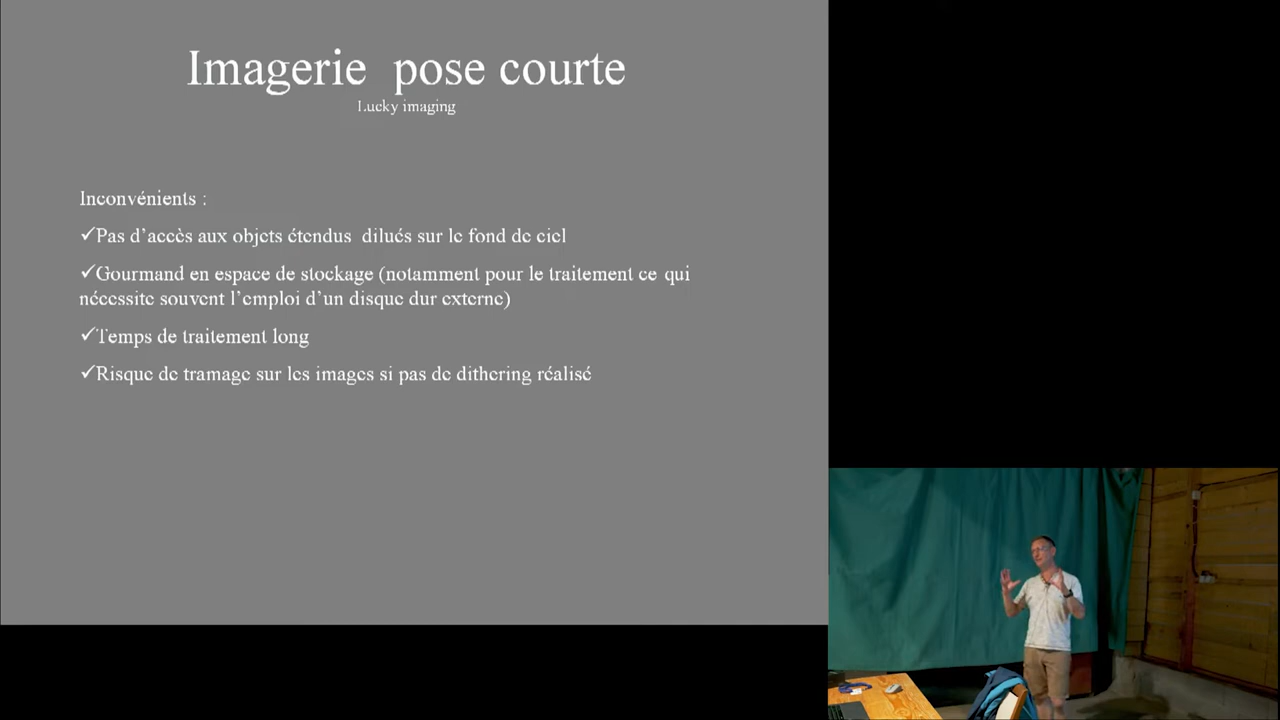 Imagerie pose courte
Lucky imaging
Inconvénients :
✓Pas d'accès aux objets étendus dilués sur le fond de ciel
✓Gourmand en espace de stockage (notamment pour le traitement ce qui
nécessite souvent l'emploi d'un disque dur externe)
✓Temps de traitement long
✓Risque de tramage sur les images si pas de dithering réalisé